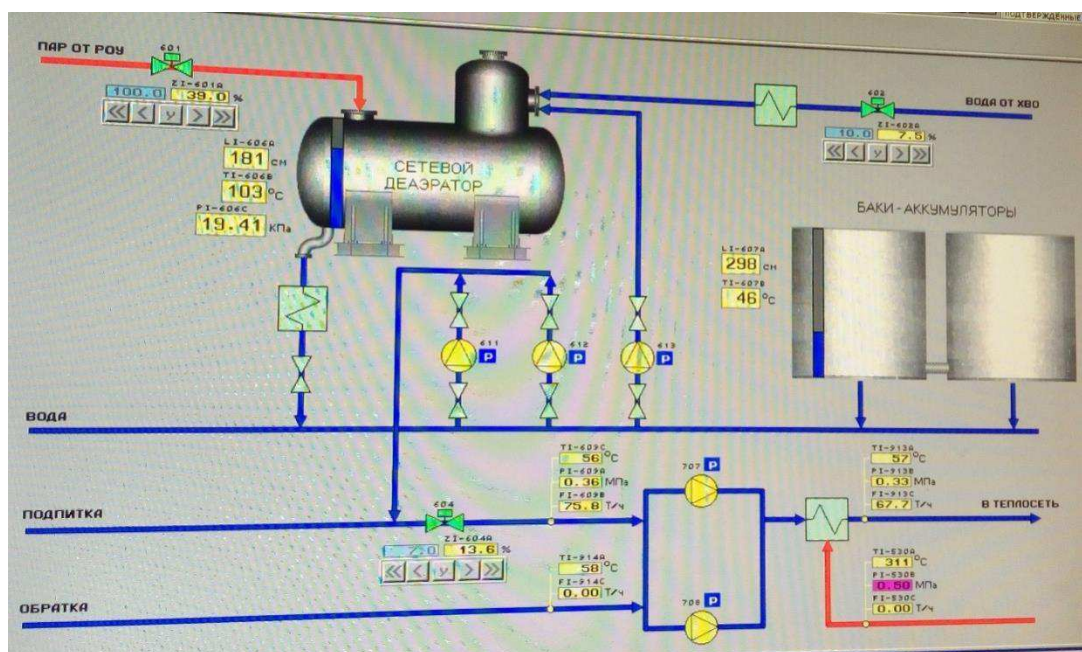 ПОДТВЕРЖДЁННЫЕ
ПАР ОТ РОУ
601
ZI-601A
100.0 39.0 %
У
602
ВОДА ОТ ХВО
ZI-602A
10.0 7.5 %
У
LI-606A
181 СМ
TI-606B
103 °C
PI-606C
19.41 КПа
СЕТЕВОЙ
ДЕАЭРАТОР
БАКИ-АККУМУЛЯТОРЫ
LI-607A
298 СМ
TI-607B
46 °C
611 P
612 P
613 P
ВОДА
TI-609C
56 °C
PI-609A
0.36 МПа
FI-609B
75.8 Т/Ч
707 P
TI-913A
57 °C
PI-913B
0.33 МПа
FI-913C
67.7 Т/Ч
ПОДПИТКА
604
В ТЕПЛОСЕТЬ
ZI-604A
13.6 %
У
TI-914A
58 °C
FI-914C
0.00 Т/Ч
TI-530A
311 °C
PI-530B
0.50 МПа
FI-530C
0.00 Т/Ч
ОБРАТКА
708 P